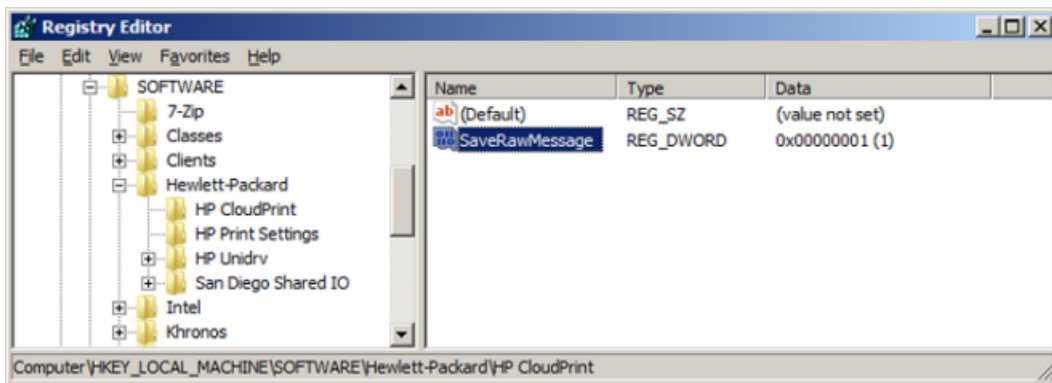 Registry Editor
File Edit View Favorites Help
SOFTWARE
7-Zip
Classes
Clients
Hewlett-Packard
HP CloudPrint
HP Print Settings
HP Unidrv
San Diego Shared IO
Intel
Khronos
Name Type Data
ab (Default) REG_SZ (value not set)
SaveRawMessage REG_DWORD 0x00000001 (1)
Computer\HKEY_LOCAL_MACHINE\SOFTWARE\Hewlett-Packard\HP CloudPrint